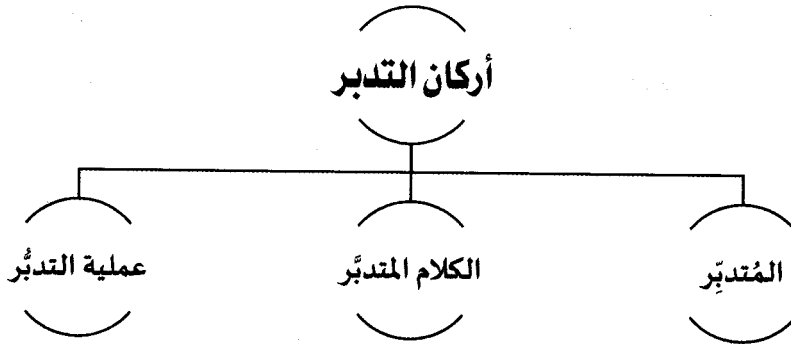 أركان التدبر
المُتدبِّر
الكلام المتدبَّر
عملية التدبُّر